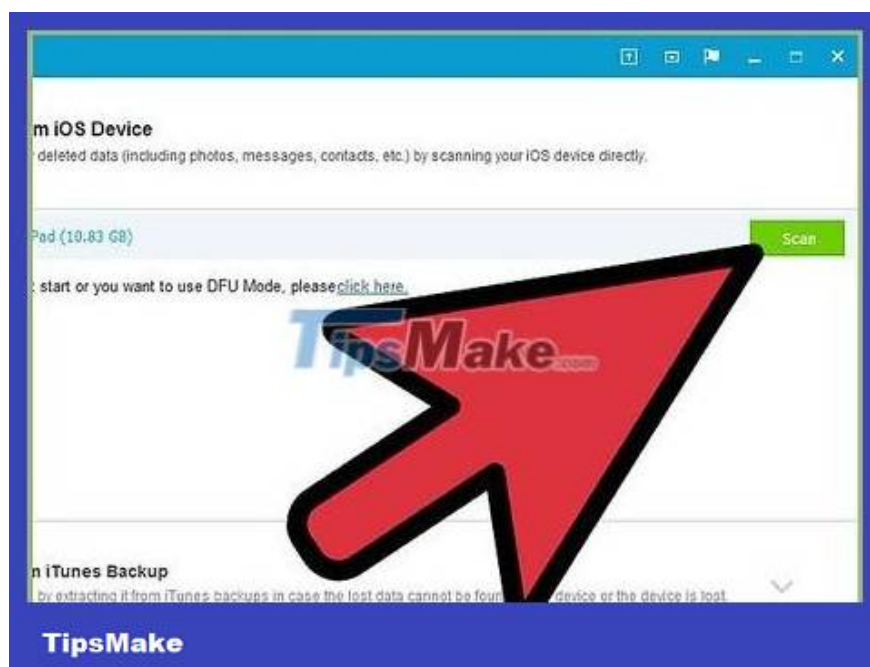 m iOS Device
deleted data (including photos, messages, contacts, etc.) by scanning your iOS device directly.
Pad (10.83 GB)
Scan
start or you want to use DFU Mode, pleaseclick here.
TipsMake.com
n iTunes Backup
by extracting it from iTunes backups in case the lost data cannot be foun device or the device is lost.
TipsMake